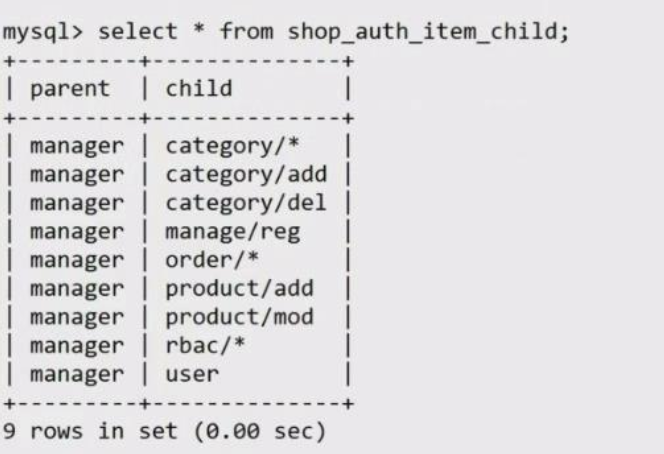 mysql> select * from shop_auth_item_child;
+---------+--------------+
| parent  | child        |
+---------+--------------+
| manager | category/*   |
| manager | category/add |
| manager | category/del |
| manager | manage/reg   |
| manager | order/*      |
| manager | product/add  |
| manager | product/mod  |
| manager | rbac/*       |
| manager | user         |
+---------+--------------+
9 rows in set (0.00 sec)